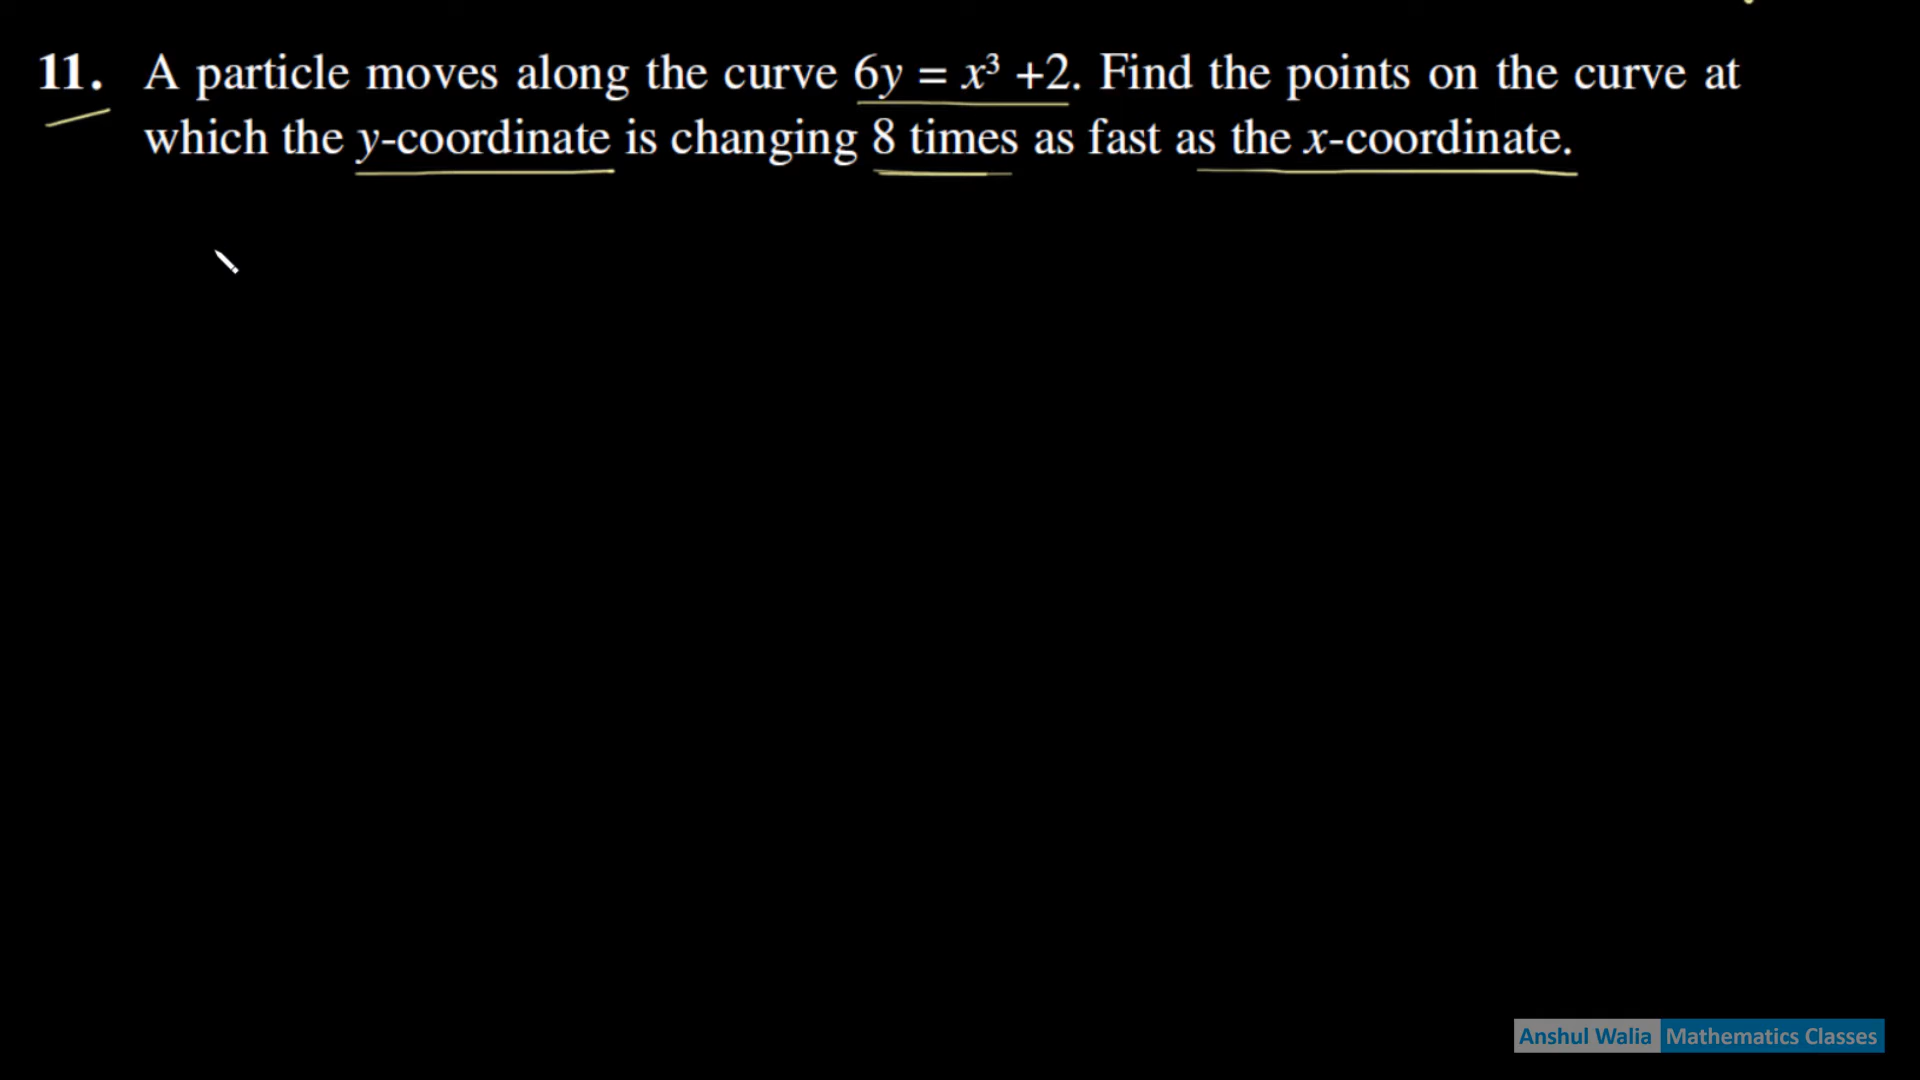 11. A particle moves along the curve 6y = x³ +2. Find the points on the curve at
which the y-coordinate is changing 8 times as fast as the x-coordinate.
Anshul Walia Mathematics Classes